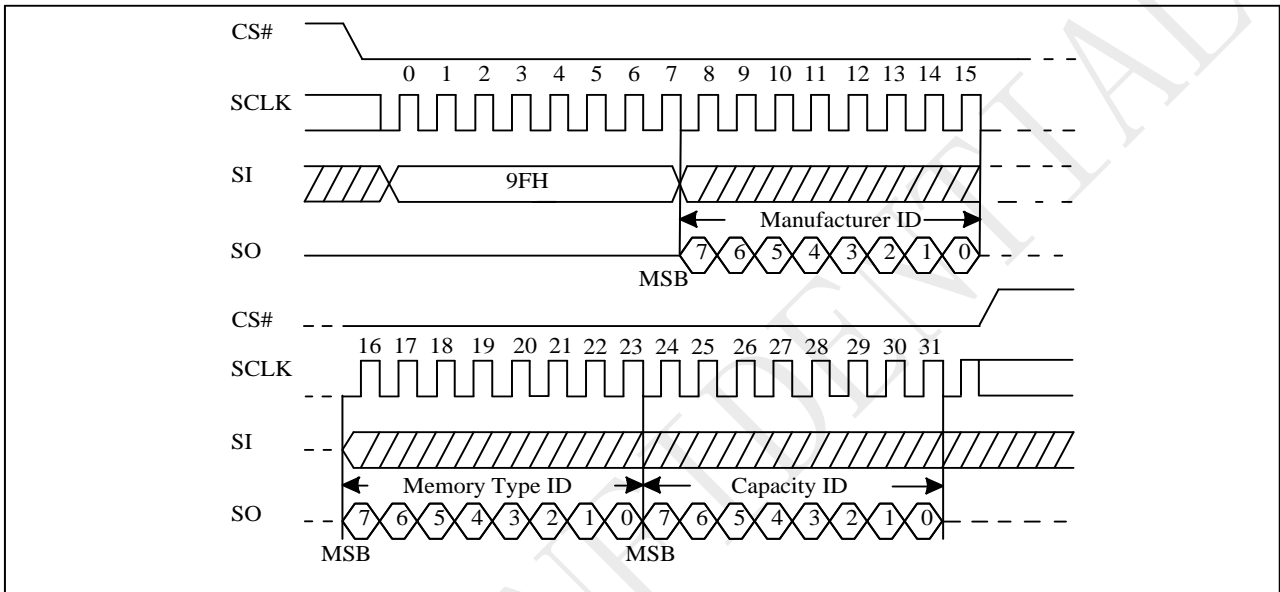 CS#
0 1 2 3 4 5 6 7 8 9 10 11 12 13 14 15
SCLK
SI
9FH
Manufacturer ID
SO
7 6 5 4 3 2 1 0
MSB
CS#
16 17 18 19 20 21 22 23 24 25 26 27 28 29 30 31
SCLK
SI
Memory Type ID Capacity ID
SO
7 6 5 4 3 2 1 0 7 6 5 4 3 2 1 0
MSB MSB